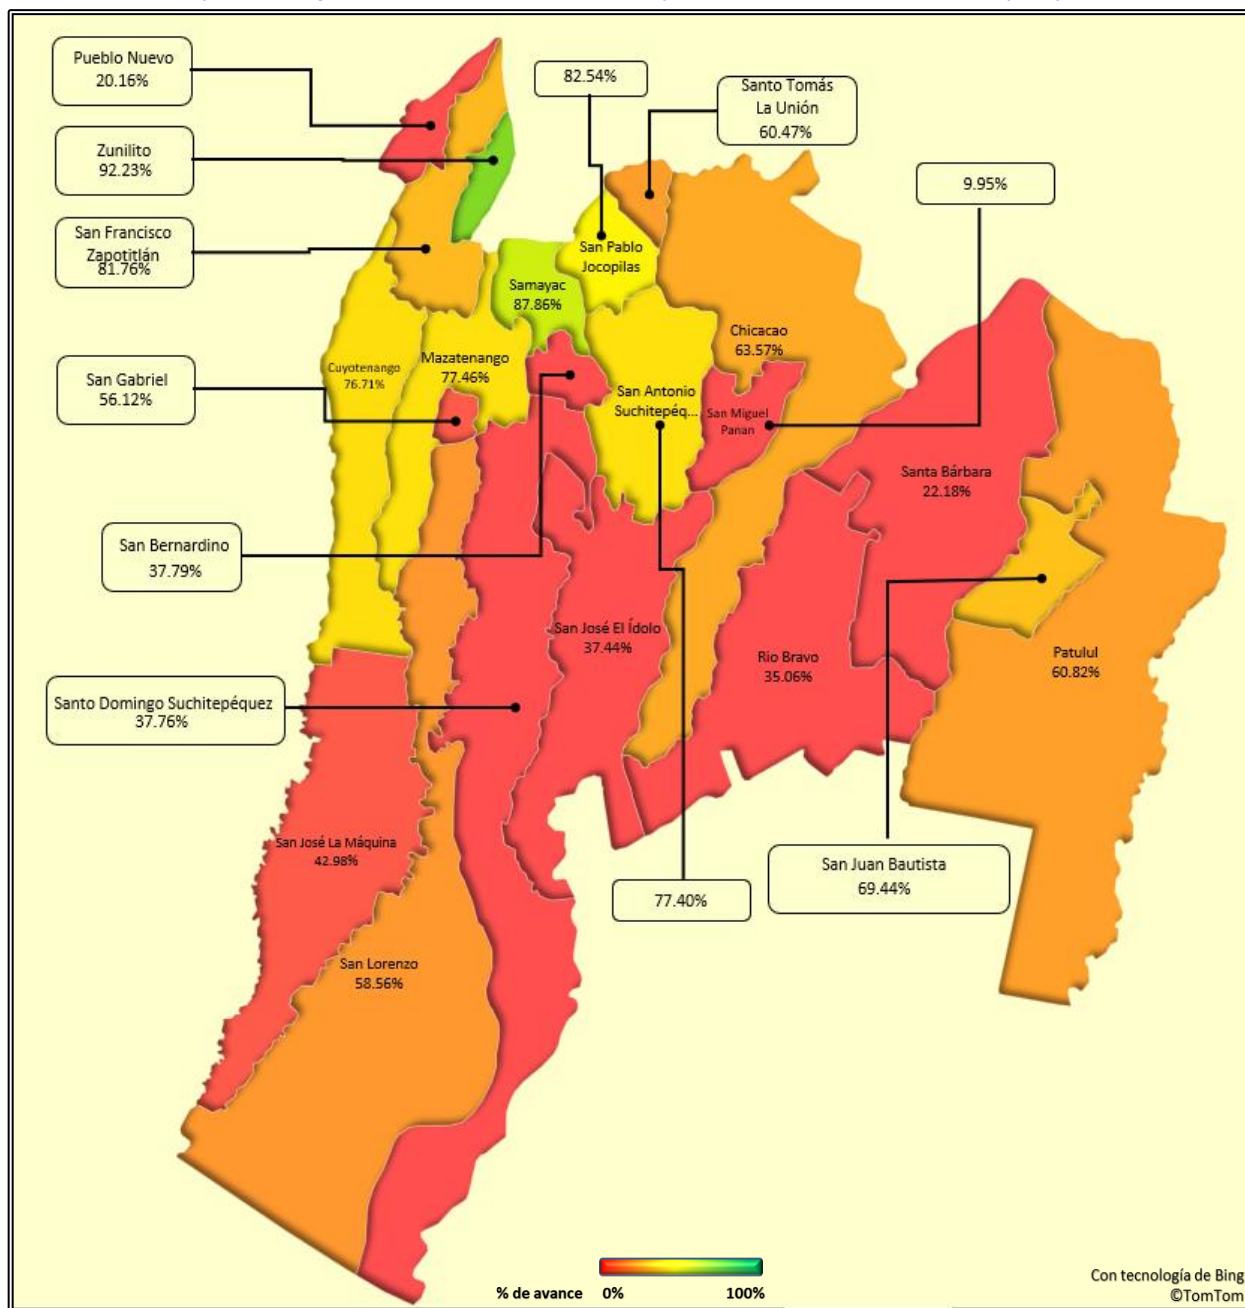 Pueblo Nuevo
20.16%
82.54%
Santo Tomás
La Unión
60.47%
Zunilito
92.23%
9.95%
San Francisco
Zapotitlán
81.76%
San Pablo
Jocopilas
Samayac
87.86%
Chicacao
63.57%
Mazatenango
77.46%
Cuyotenango
76.71%
San Gabriel
56.12%
San Antonio
Suchitepéq...
San Miguel
Panan
Santa Bárbara
22.18%
San Bernardino
37.79%
San José El Ídolo
37.44%
Rio Bravo
35.06%
Patulul
60.82%
Santo Domingo Suchitepéquez
37.76%
San José La Máquina
42.98%
San Juan Bautista
69.44%
77.40%
San Lorenzo
58.56%
% de avance 0% 100%
Con tecnología de Bing
©TomTom